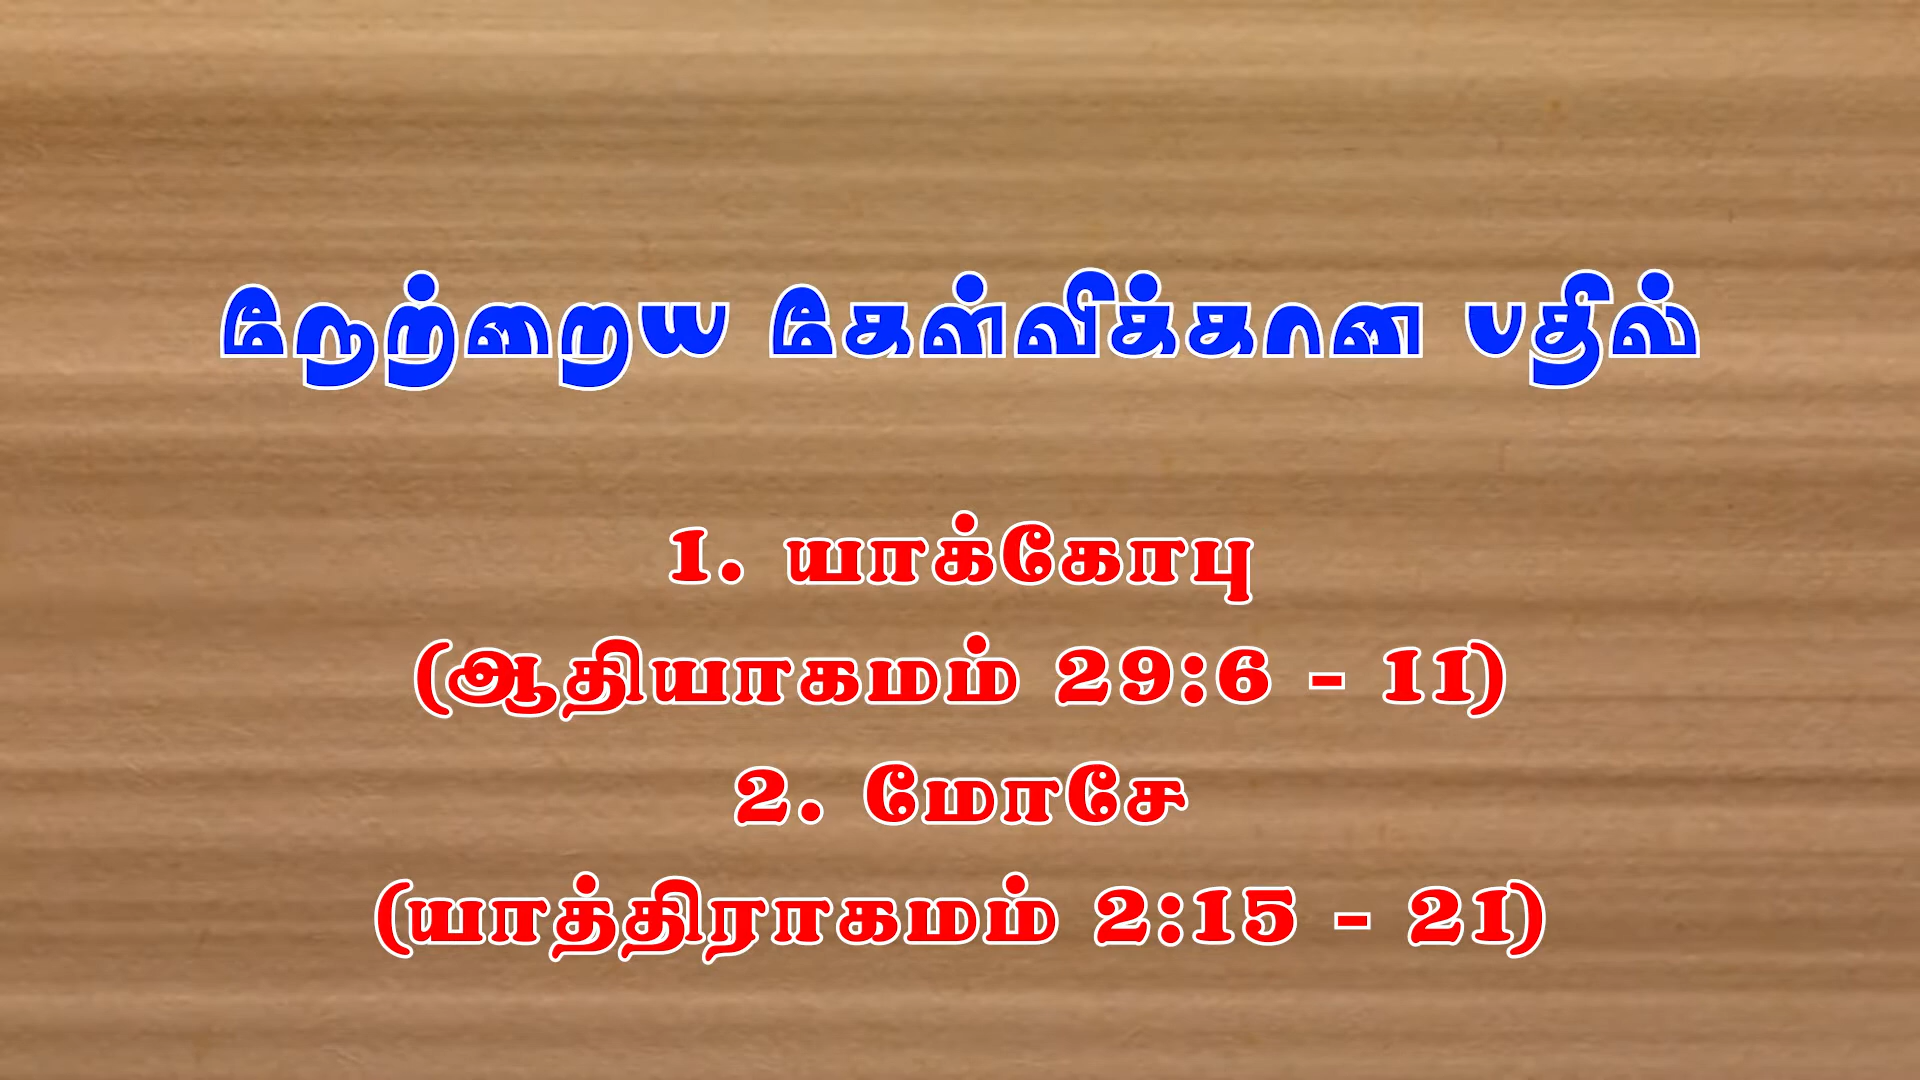 நேற்றைய கேள்விக்கான பதில்
1. யாக்கோபு
(ஆதியாகமம் 29:6 - 11)
2. மோசே
(யாத்திராகமம் 2:15 - 21)